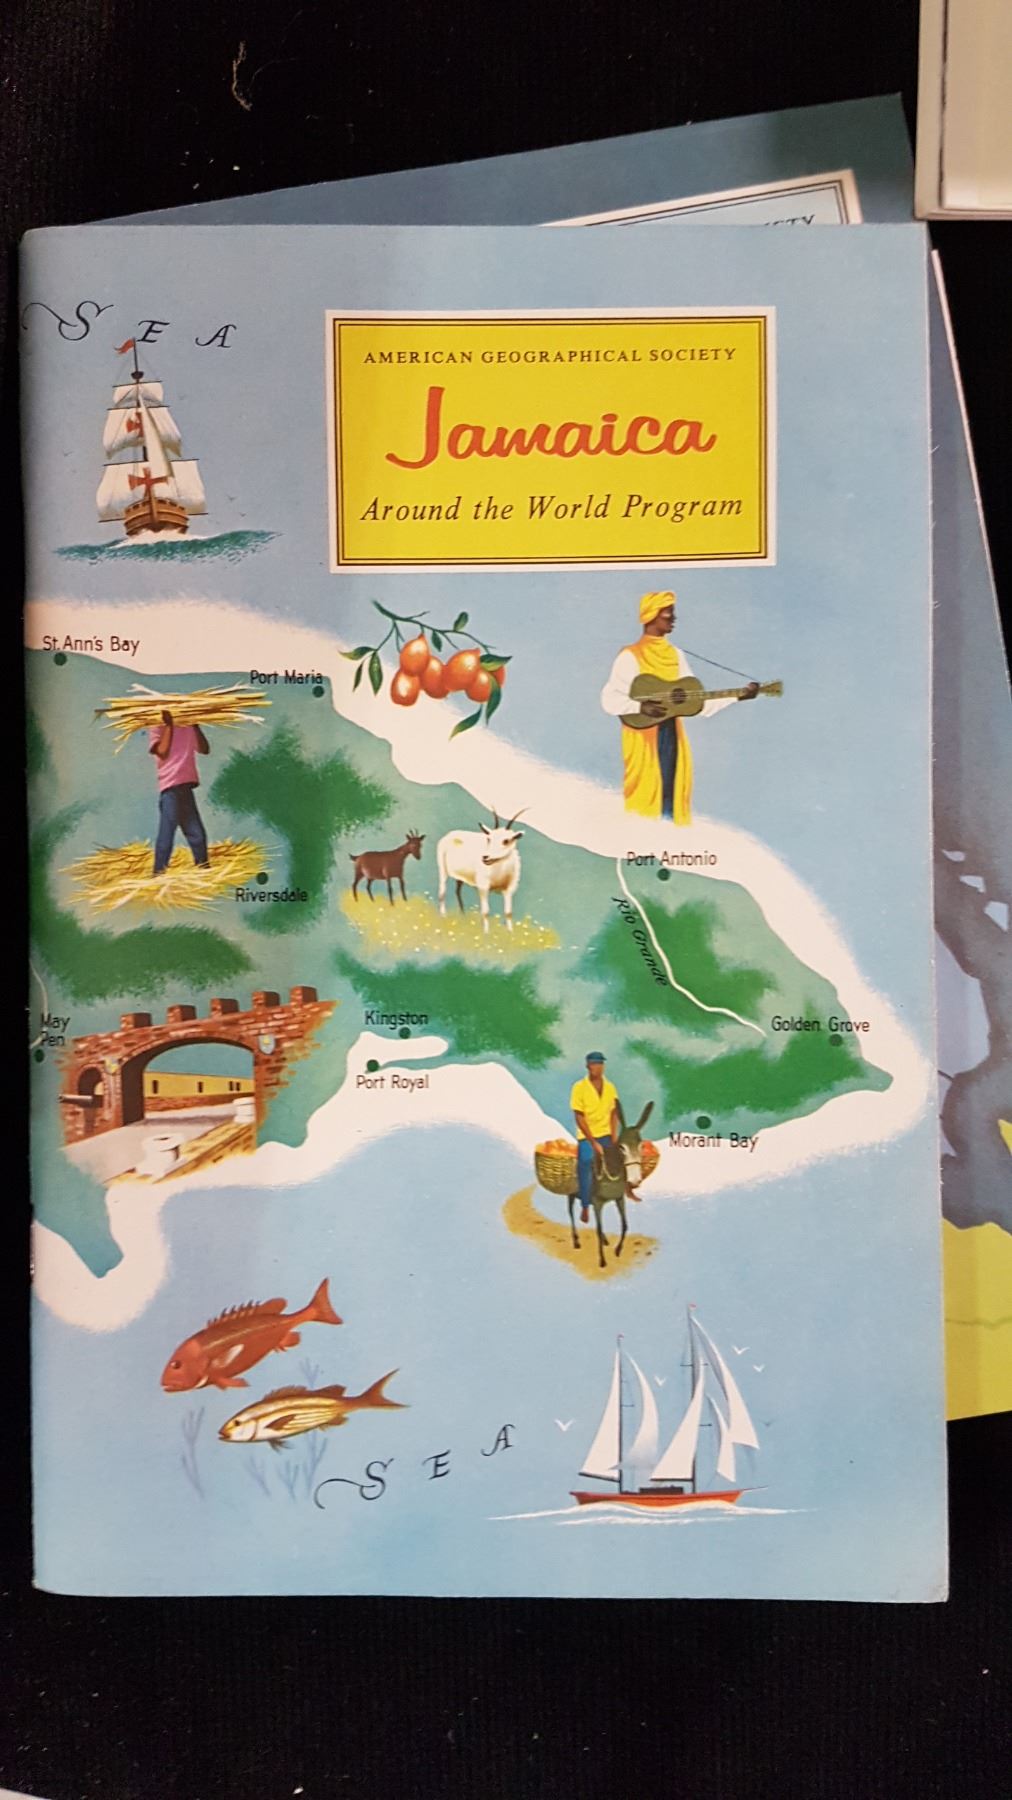 SEA
AMERICAN GEOGRAPHICAL SOCIETY
Jamaica
Around the World Program
St. Ann's Bay
Port Maria
Riversdale
Port Antonio
Rio Grande
May
Pen
Kingston
Port Royal
Golden Grove
Morant Bay
SEA